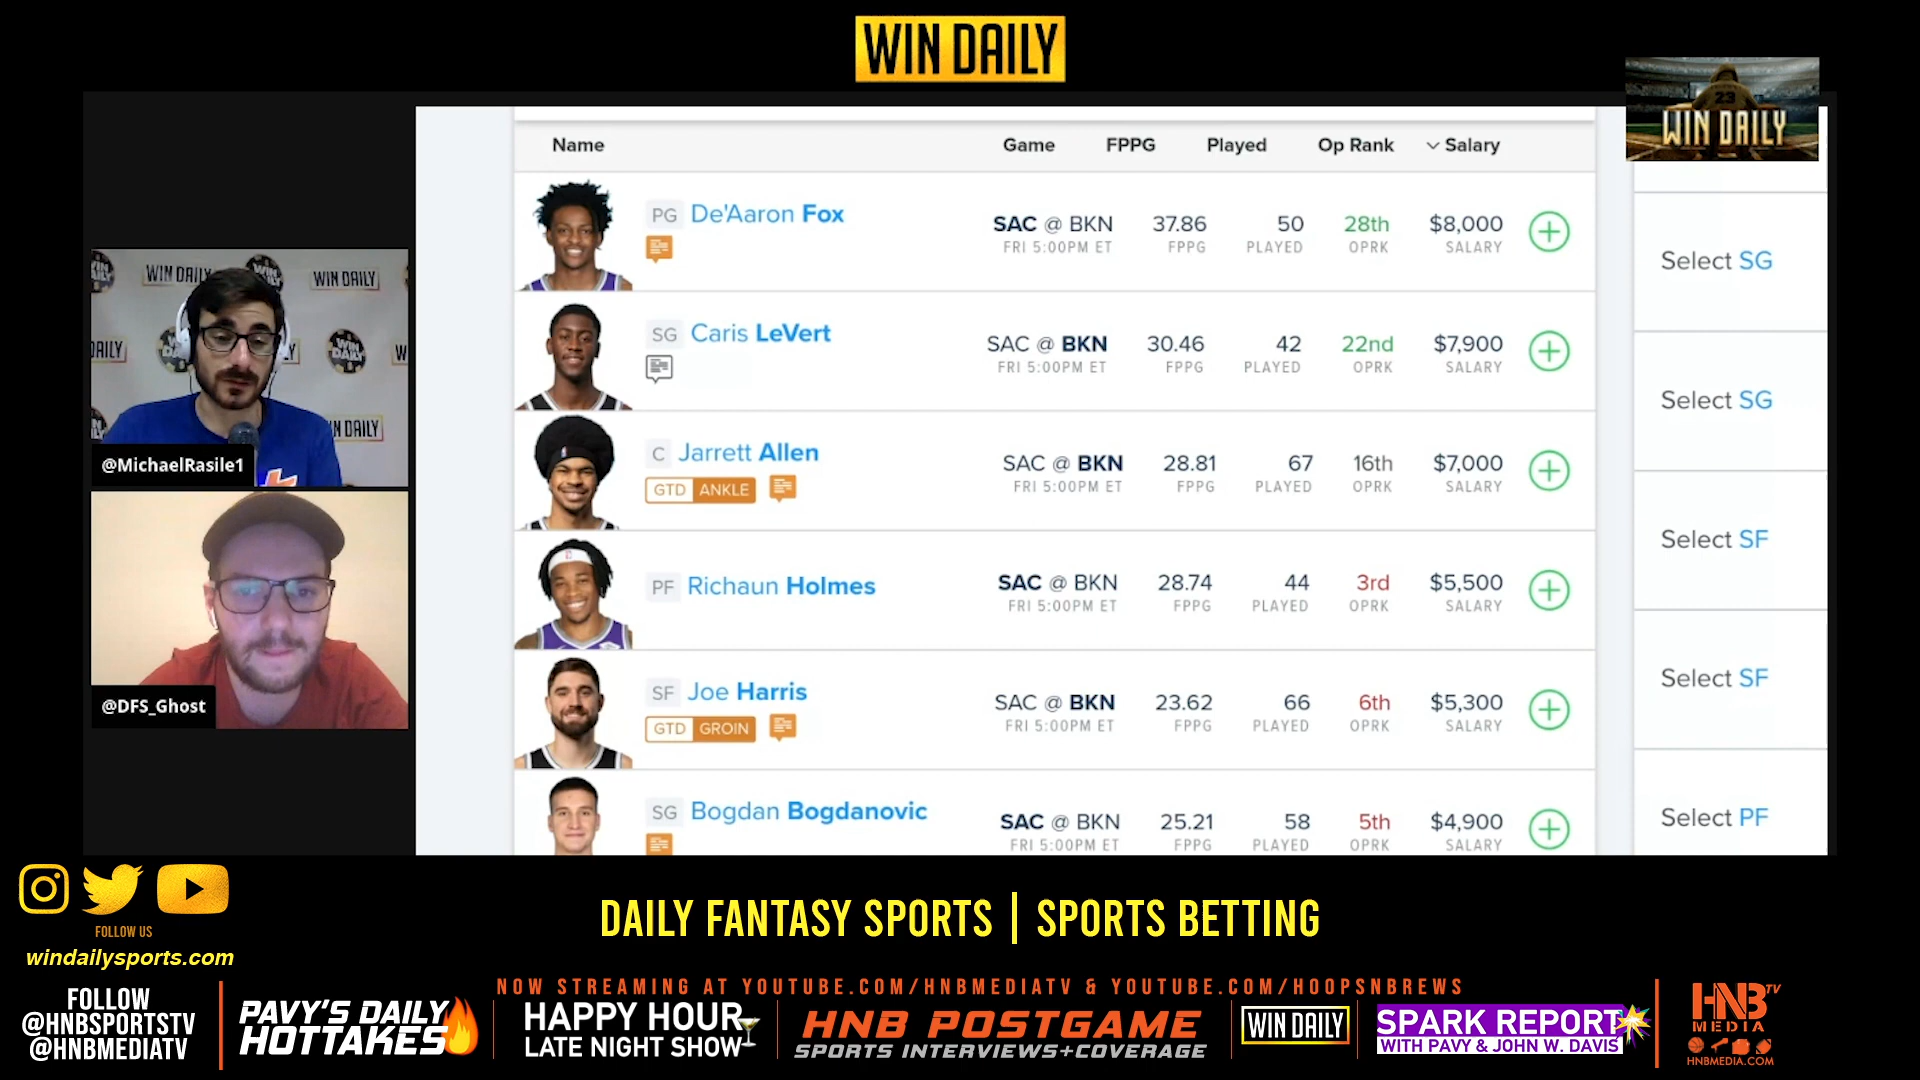 WIN DAILY
23
WIN DAILY
Name Game FPPG Played Op Rank Salary
PG De'Aaron Fox SAC @ BKN 37.86 50 28th $8,000
FRI 5:00PM ET FPPG PLAYED OPRK SALARY
SG Caris LeVert SAC @ BKN 30.46 42 22nd $7,900
FRI 5:00PM ET FPPG PLAYED OPRK SALARY
C Jarrett Allen SAC @ BKN 28.81 67 16th $7,000
GTD ANKLE FRI 5:00PM ET FPPG PLAYED OPRK SALARY
PF Richaun Holmes SAC @ BKN 28.74 44 3rd $5,500
FRI 5:00PM ET FPPG PLAYED OPRK SALARY
SF Joe Harris SAC @ BKN 23.62 66 6th $5,300
GTD GROIN FRI 5:00PM ET FPPG PLAYED OPRK SALARY
SG Bogdan Bogdanovic SAC @ BKN 25.21 58 5th $4,900
FRI 5:00PM ET FPPG PLAYED OPRK SALARY
Select SG
Select SG
Select SF
Select SF
Select PF
WIN DAILY
WIN DAILY
@MichaelRasile1
@DFS_Ghost
DAILY FANTASY SPORTS | SPORTS BETTING
FOLLOW US
windailysports.com
NOW STREAMING AT YOUTUBE.COM/HNBMEDIATV & YOUTUBE.COM/HOOPSNBREWS
FOLLOW
@HNBSPORTSTV
@HNBMEDIATV
PAVY'S DAILY
HOTTAKES
HAPPY HOUR
LATE NIGHT SHOW
HNB POSTGAME
SPORTS INTERVIEWS+COVERAGE
WIN DAILY
SPARK REPORT
WITH PAVY & JOHN W. DAVIS
HNB TV
MEDIA
HNBMEDIA.COM